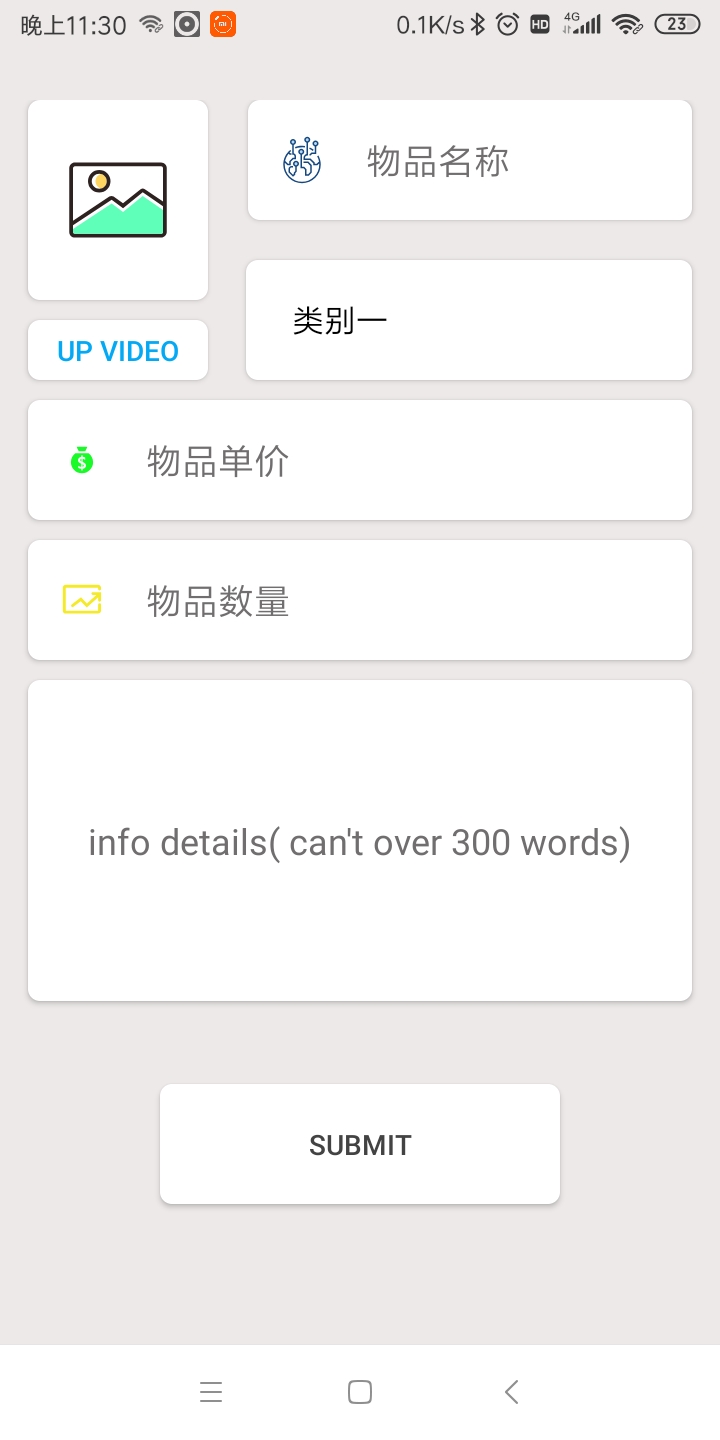 晚上11:30
0.1K/s
HD
4G
23
物品名称
类别一
UP VIDEO
物品单价
物品数量
info details( can't over 300 words)
SUBMIT